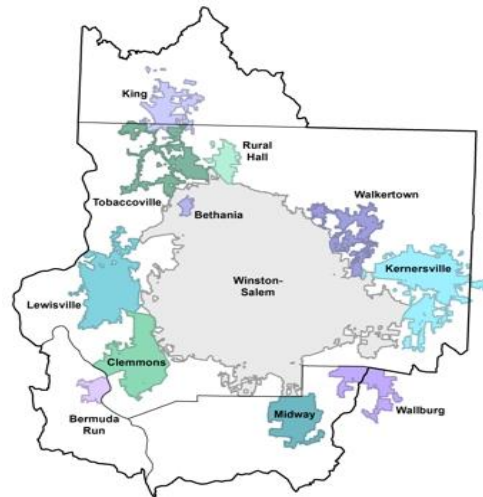 King
Rural
Hall
Tobaccoville
Bethania
Walkertown
Kernersville
Winston-
Salem
Lewisville
Clemmons
Bermuda
Run
Midway
Wallburg